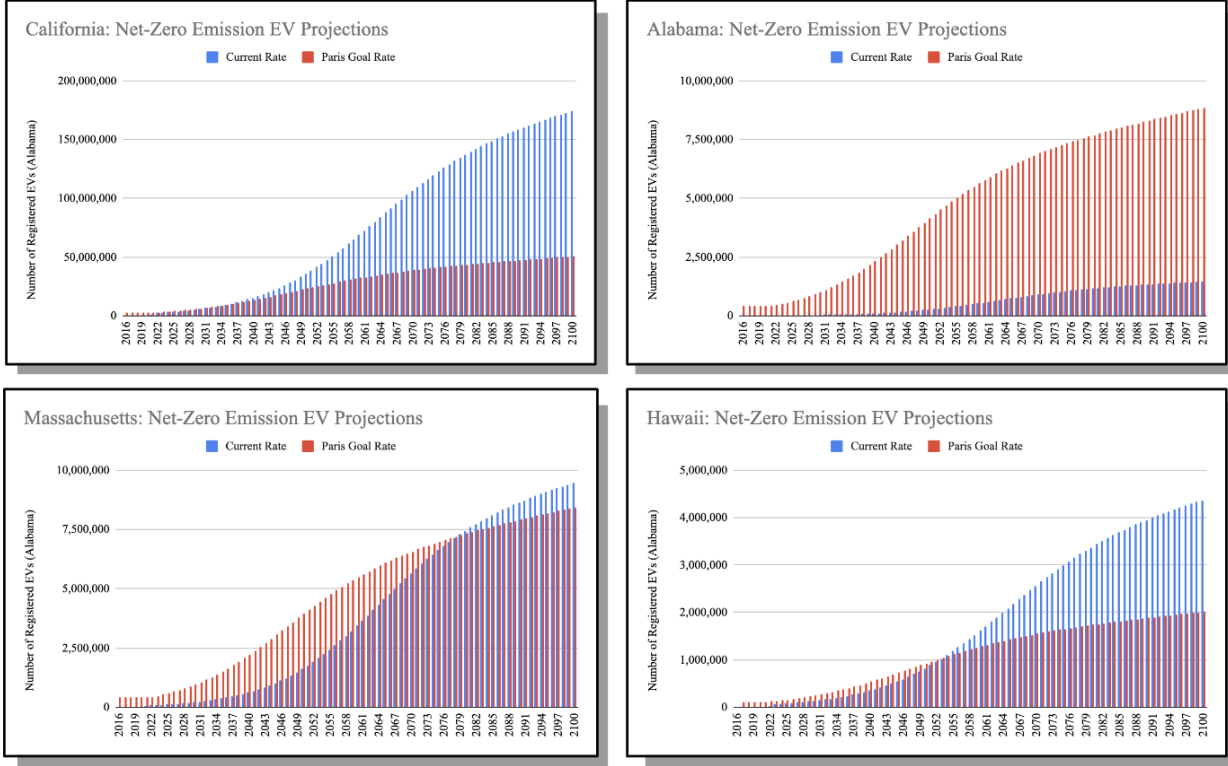 California: Net-Zero Emission EV Projections
Current Rate Paris Goal Rate
Number of Registered EVs (Alabama)
200,000,000
150,000,000
100,000,000
50,000,000
0
2016 2019 2022 2025 2028 2031 2034 2037 2040 2043 2046 2049 2052 2055 2058 2061 2064 2067 2070 2073 2076 2079 2082 2085 2088 2091 2094 2097 2100
Alabama: Net-Zero Emission EV Projections
Current Rate Paris Goal Rate
Number of Registered EVs (Alabama)
10,000,000
7,500,000
5,000,000
2,500,000
0
2016 2019 2022 2025 2028 2031 2034 2037 2040 2043 2046 2049 2052 2055 2058 2061 2064 2067 2070 2073 2076 2079 2082 2085 2088 2091 2094 2097 2100
Massachusetts: Net-Zero Emission EV Projections
Current Rate Paris Goal Rate
Number of Registered EVs (Alabama)
10,000,000
7,500,000
5,000,000
2,500,000
0
2016 2019 2022 2025 2028 2031 2034 2037 2040 2043 2046 2049 2052 2055 2058 2061 2064 2067 2070 2073 2076 2079 2082 2085 2088 2091 2094 2097 2100
Hawaii: Net-Zero Emission EV Projections
Current Rate Paris Goal Rate
Number of Registered EVs (Alabama)
5,000,000
4,000,000
3,000,000
2,000,000
1,000,000
0
2016 2019 2022 2025 2028 2031 2034 2037 2040 2043 2046 2049 2052 2055 2058 2061 2064 2067 2070 2073 2076 2079 2082 2085 2088 2091 2094 2097 2100